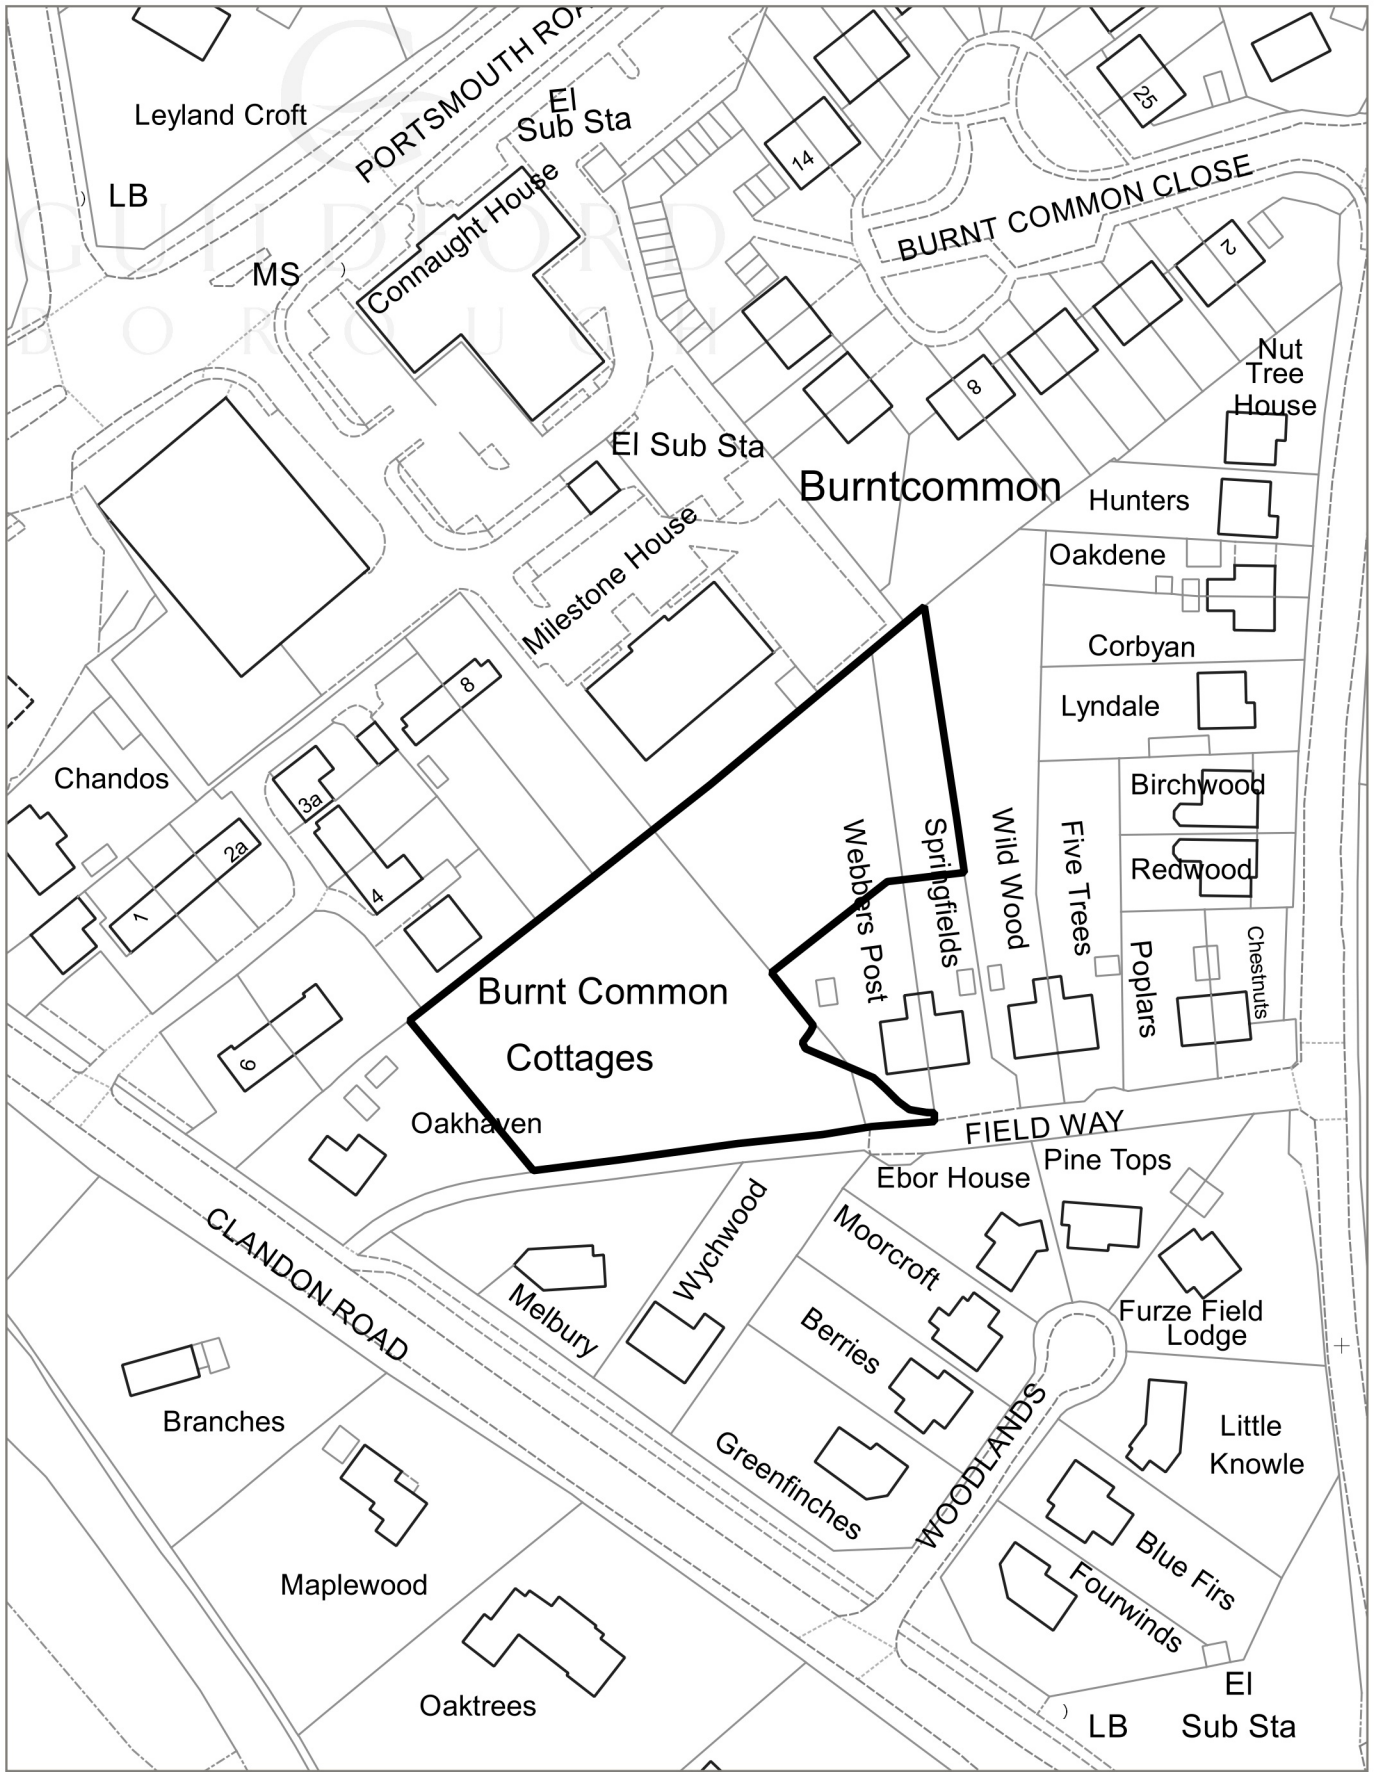 Leyland Croft
PORTSMOUTH ROA
El
Sub Sta
LB
GUILDFORD
BOROUGH
MS
Connaught House
14
25
BURNT COMMON CLOSE
2
8
Nut
Tree
House
El Sub Sta
Burntcommon
Hunters
Milestone House
Oakdene
Corbyan
Lyndale
8
Chandos
3a
2a
1
4
Birchwood
Redwood
Webbers Post
Springfields
Wild Wood
Five Trees
Poplars
Chestnuts
Burnt Common
Cottages
6
Oakhaven
FIELD WAY
Ebor House
Pine Tops
CLANDON ROAD
Wychwood
Moorcroft
Melbury
Berries
Furze Field
Lodge
Branches
Greenfinches
WOODLANDS
Little
Knowle
Blue Firs
Fourwinds
Maplewood
Oaktrees
El
Sub Sta
LB